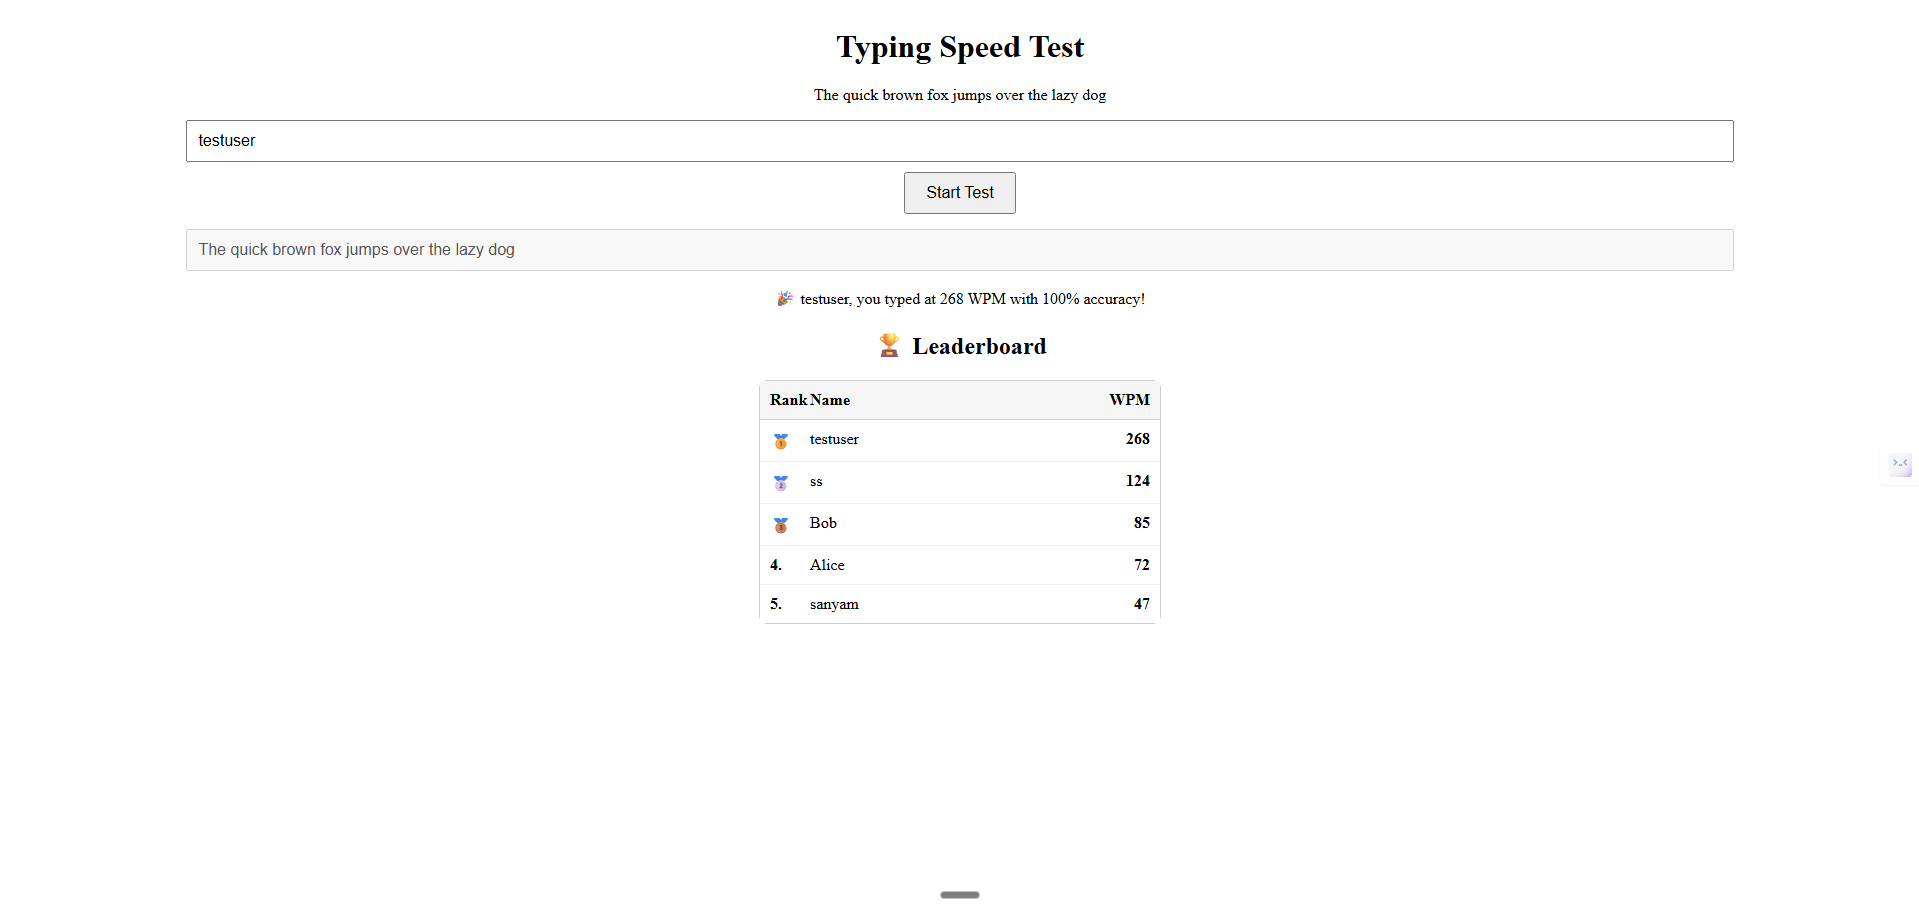 Typing Speed Test
The quick brown fox jumps over the lazy dog
testuser
Start Test
The quick brown fox jumps over the lazy dog
🎉 testuser, you typed at 268 WPM with 100% accuracy!
🏆 Leaderboard
Rank Name WPM
🥇 testuser 268
🥈 ss 124
🥉 Bob 85
4. Alice 72
5. sanyam 47